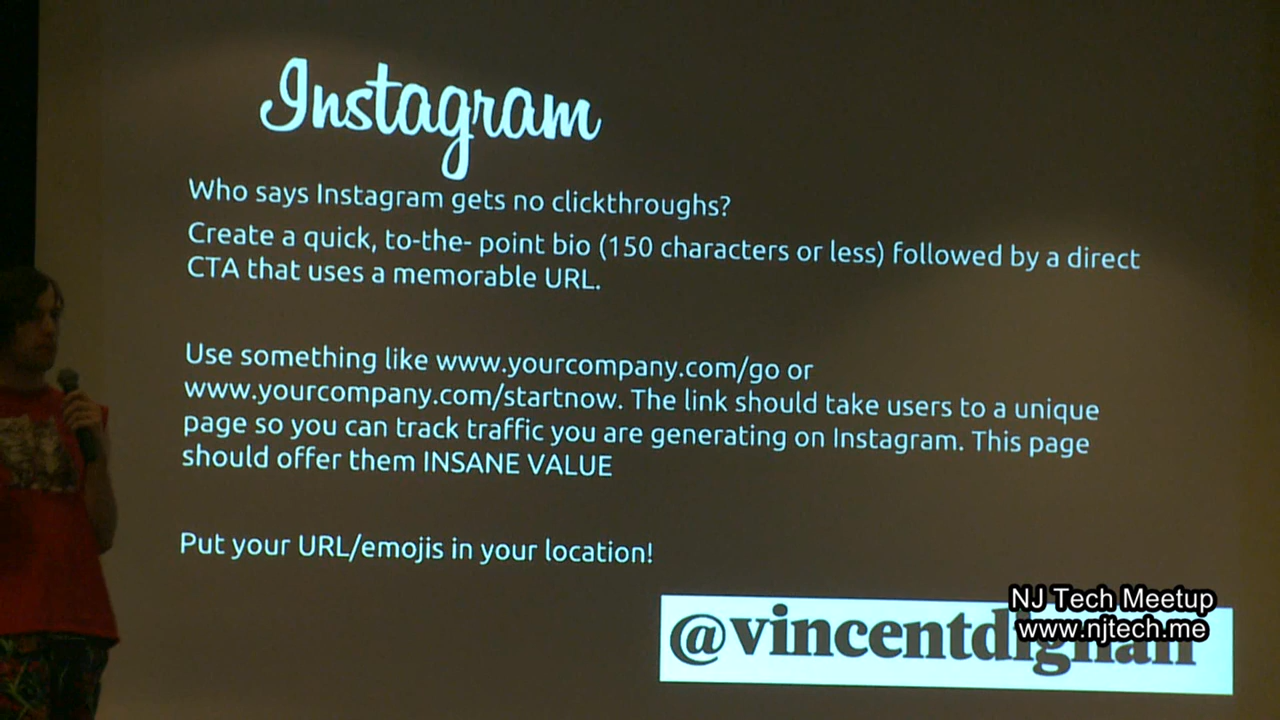 Instagram
Who says Instagram gets no clickthroughs?
Create a quick, to-the- point bio (150 characters or less) followed by a direct
CTA that uses a memorable URL.
Use something like www.yourcompany.com/go or
www.yourcompany.com/startnow. The link should take users to a unique
page so you can track traffic you are generating on Instagram. This page
should offer them INSANE VALUE
Put your URL/emojis in your location!
@vincentdignan
NJ Tech Meetup
www.njtech.me